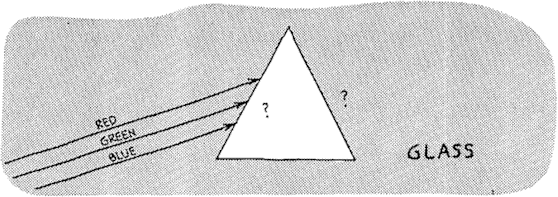 RED
GREEN
BLUE
?
?
GLASS